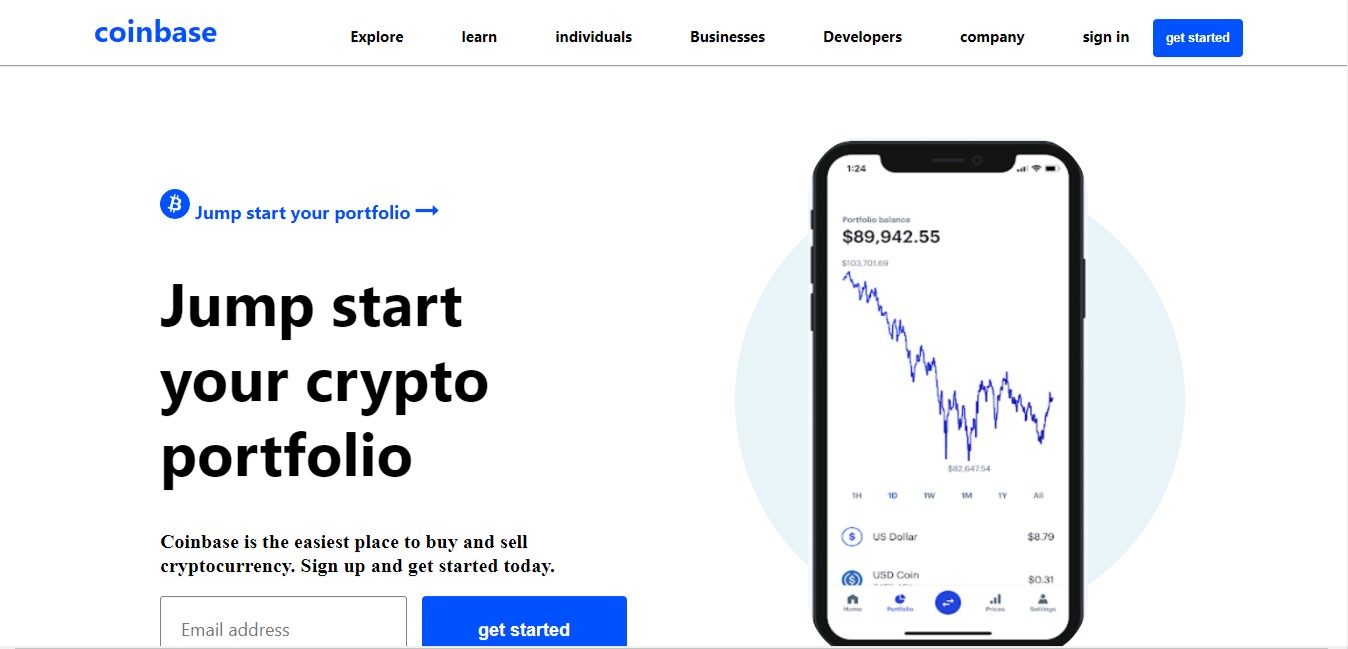 coinbase
Explore
learn
individuals
Businesses
Developers
company
sign in
get started
Jump start your portfolio
Jump start
your crypto
portfolio
Coinbase is the easiest place to buy and sell
cryptocurrency. Sign up and get started today.
Email address
get started
1:24
Portfolio balance
$89,942.55
$103,701.69
$82,647.54
1H 1D 1W 1M 1Y All
US Dollar $8.79
USD Coin $0.31
Home Portfolio Prices Settings